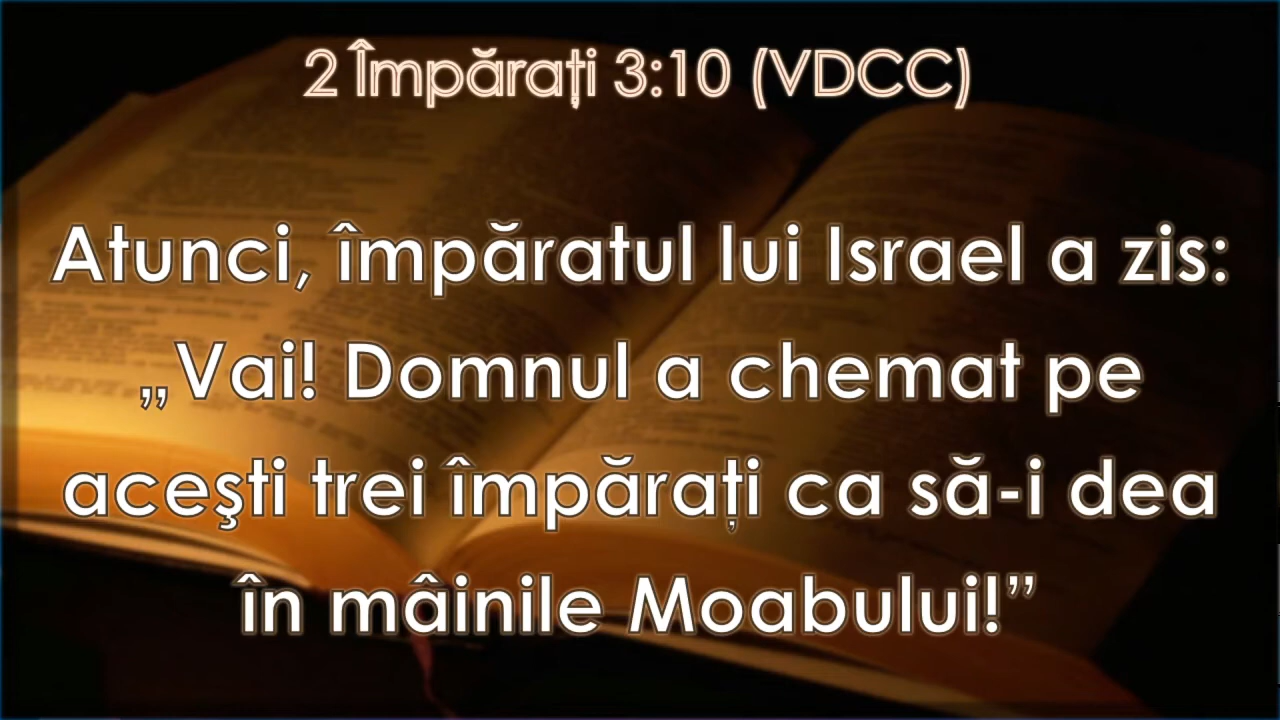 2 Împărați 3:10 (VDCC)
Atunci, împăratul lui Israel a zis:
„Vai! Domnul a chemat pe
aceşti trei împărați ca să-i dea
în mâinile Moabului!”